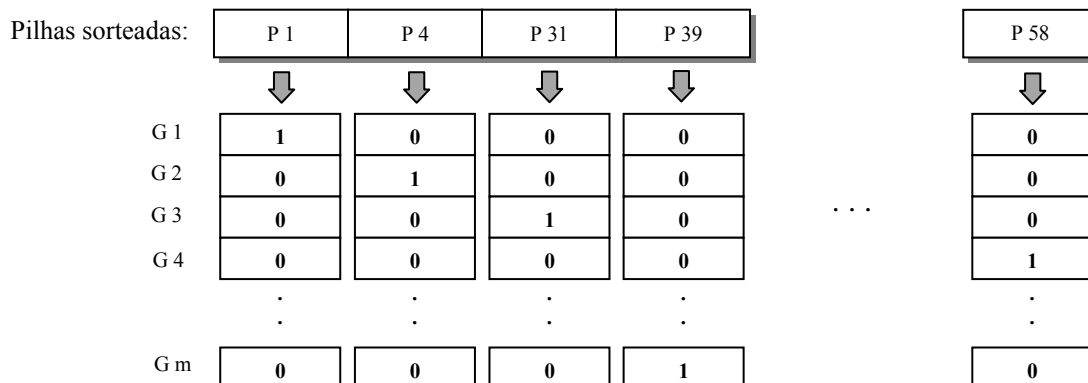 Pilhas sorteadas: P 1 P 4 P 31 P 39 P 58
G 1 1 0 0 0 0
G 2 0 1 0 0 0
G 3 0 0 1 0 . . . 0
G 4 0 0 0 0 1
. . . . .
. . . . .
G m 0 0 0 1 0